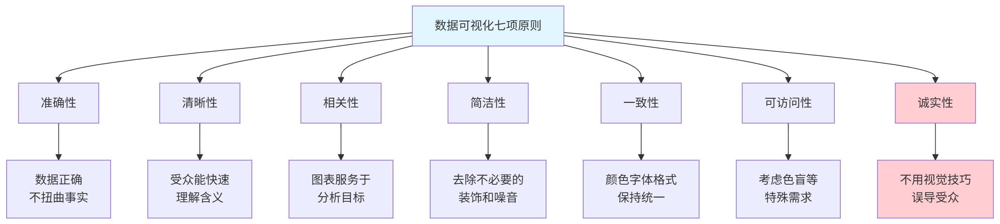 数据可视化七项原则
准确性
清晰性
相关性
简洁性
一致性
可访问性
诚实性
数据正确
不扭曲事实
受众能快速
理解含义
图表服务于
分析目标
去除不必要的
装饰和噪音
颜色字体格式
保持统一
考虑色盲等
特殊需求
不用视觉技巧
误导受众